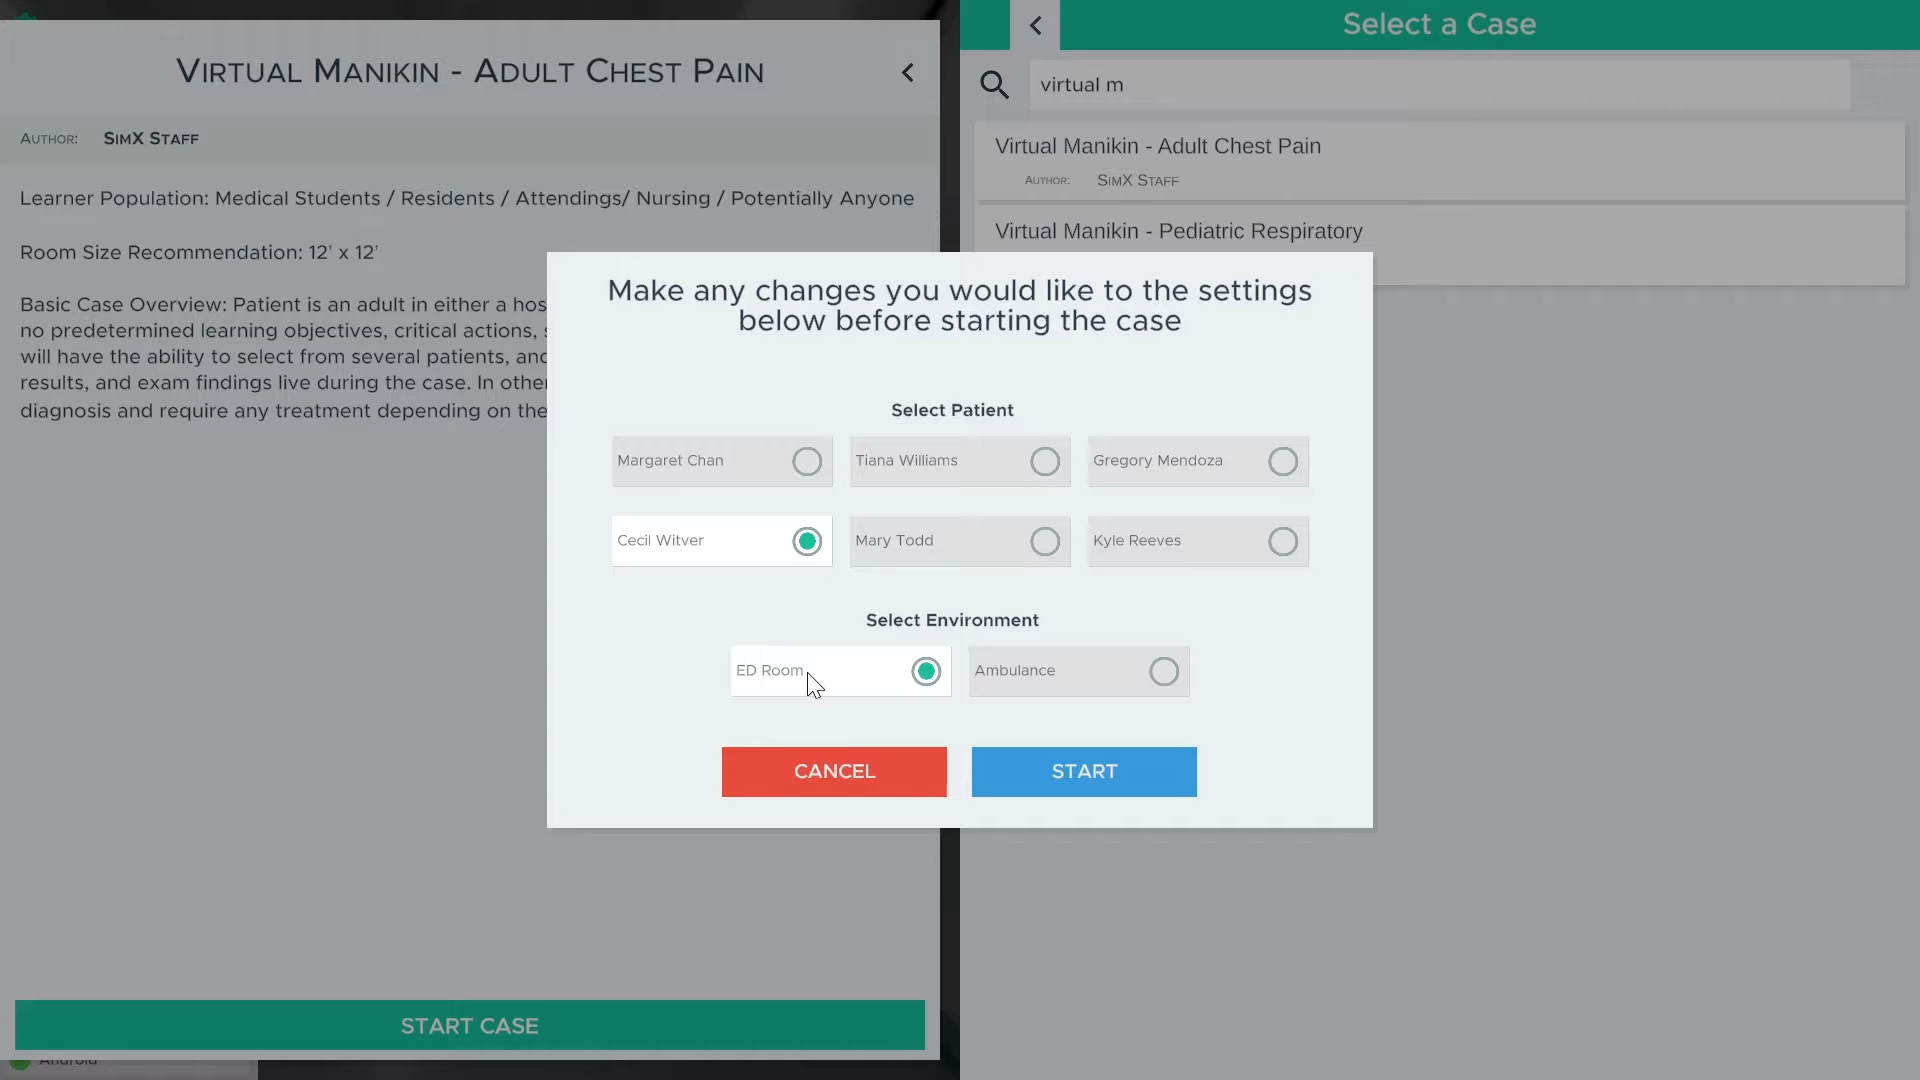 VIRTUAL MANIKIN - ADULT CHEST PAIN
AUTHOR: SIMX STAFF
Learner Population: Medical Students / Residents / Attendings/ Nursing / Potentially Anyone
Room Size Recommendation: 12' x 12'
Basic Case Overview: Patient is an adult in either a hos
no predetermined learning objectives, critical actions, s
will have the ability to select from several patients, and
results, and exam findings live during the case. In other
diagnosis and require any treatment depending on the
START CASE
Android
Select a Case
virtual m
Virtual Manikin - Adult Chest Pain
AUTHOR: SIMX STAFF
Virtual Manikin - Pediatric Respiratory
Make any changes you would like to the settings
below before starting the case
Select Patient
Margaret Chan
Tiana Williams
Gregory Mendoza
Cecil Witver
Mary Todd
Kyle Reeves
Select Environment
ED Room
Ambulance
CANCEL
START